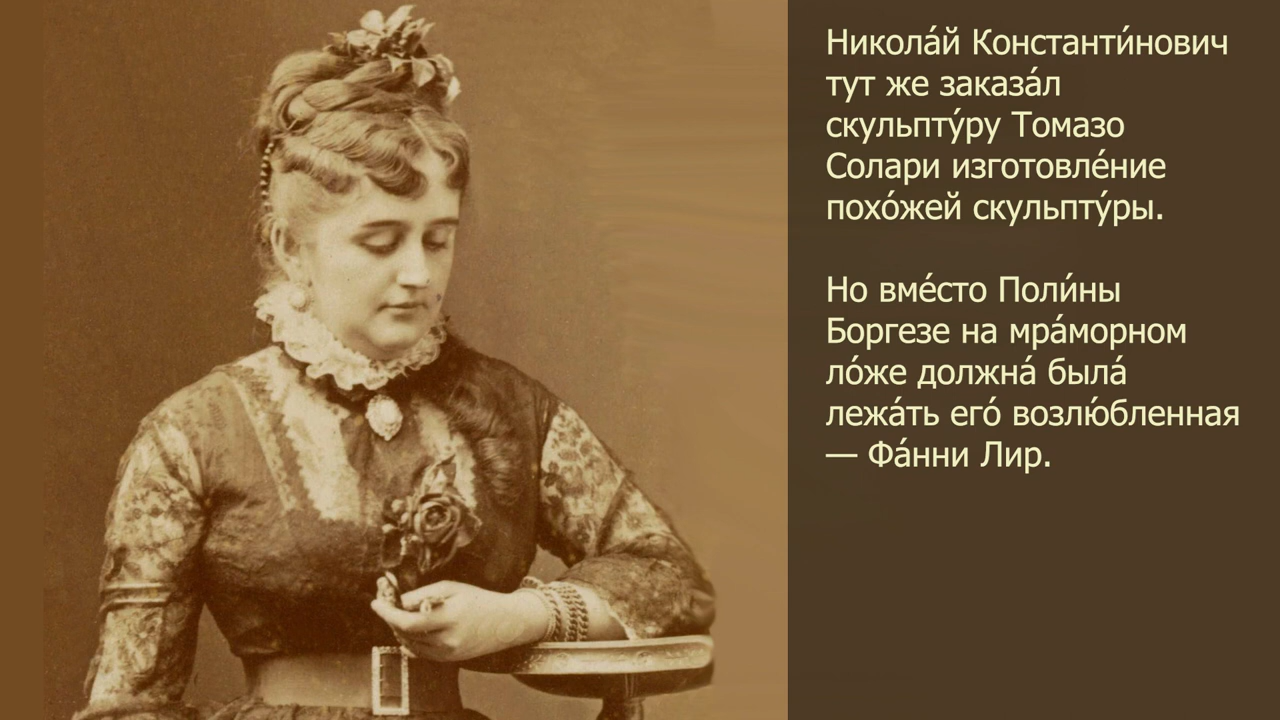 Никола́й Константи́нович
тут же заказа́л
скульпту́ру Томазо
Солари изготовле́ние
похо́жей скульпту́ры.
Но вме́сто Поли́ны
Боргезе на мра́морном
ло́же должна́ была́
лежа́ть его́ возлю́бленная
— Фа́нни Лир.